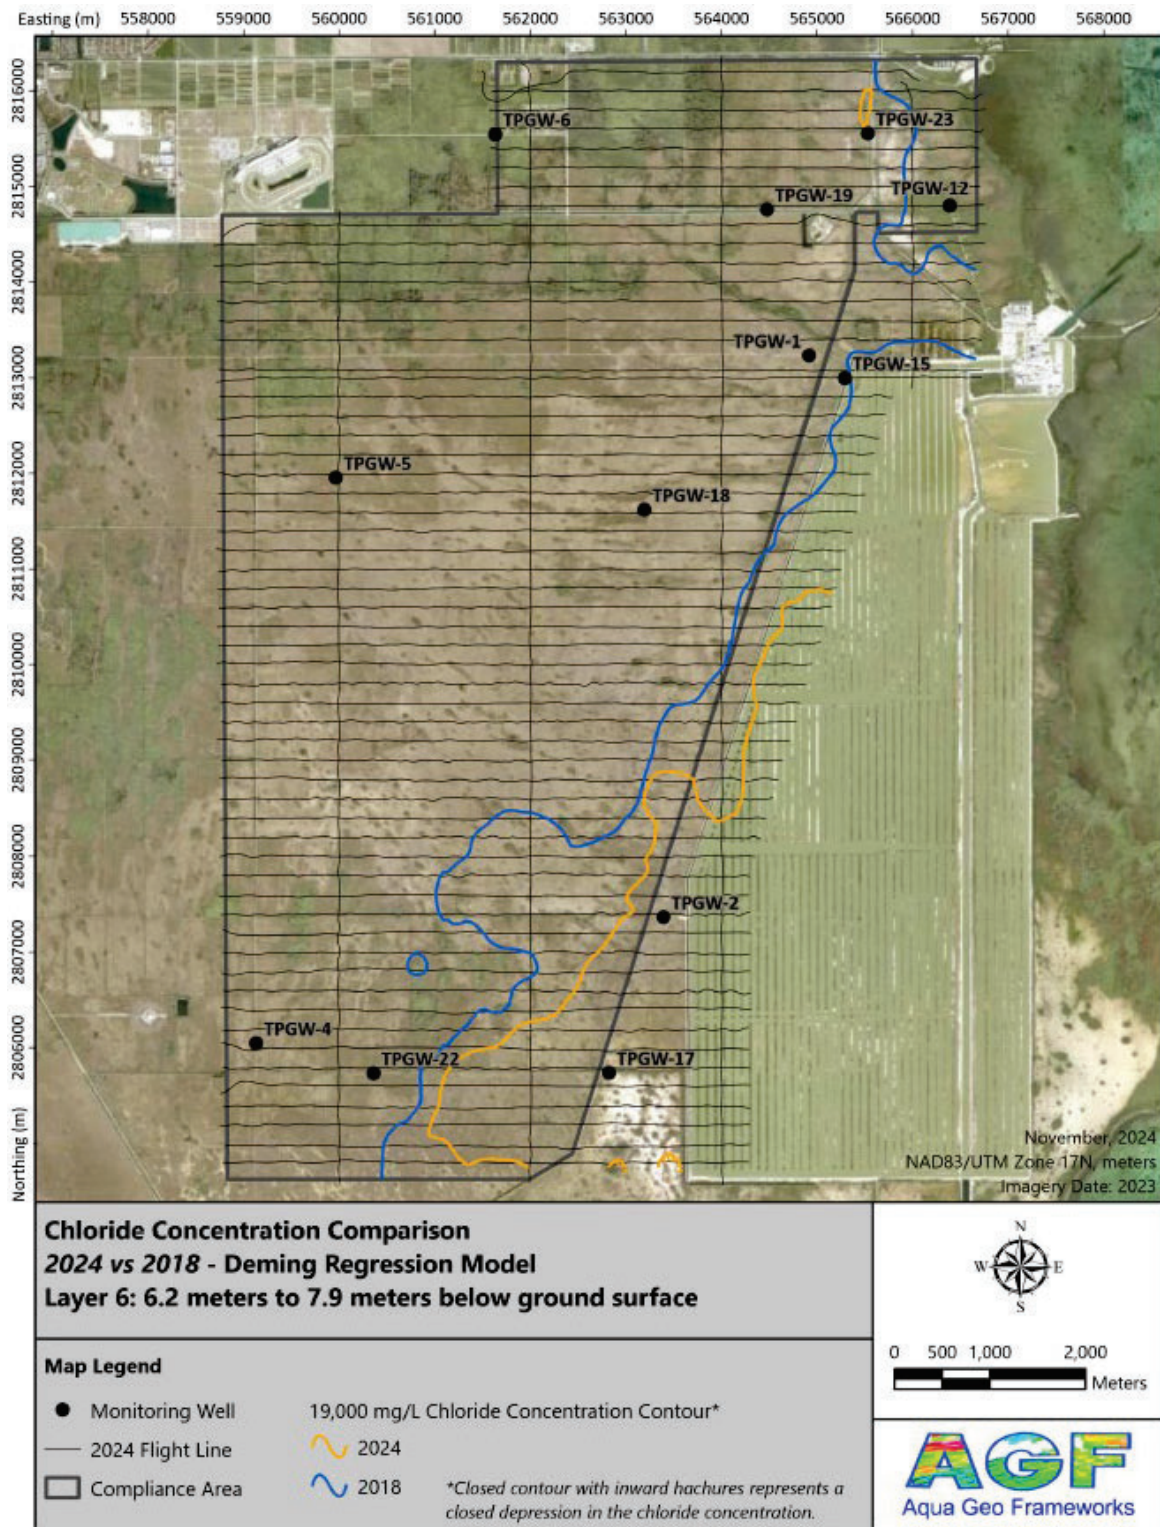 Easting (m) 558000 559000 560000 561000 562000 563000 564000 565000 566000 567000 568000
2816000
TPGW-6
TPGW-23
2815000
TPGW-12
TPGW-19
2814000
TPGW-1
2813000
TPGW-15
2812000
TPGW-5
TPGW-18
2811000
2810000
2809000
2808000
TPGW-2
2807000
TPGW-4
2806000
TPGW-22
TPGW-17
Northing (m)
November, 2024
NAD83/UTM Zone 17N, meters
Imagery Date: 2023
Chloride Concentration Comparison
2024 vs 2018 - Deming Regression Model
Layer 6: 6.2 meters to 7.9 meters below ground surface
N
W E
S
0 500 1,000 2,000
Meters
Map Legend
Monitoring Well
2024 Flight Line
Compliance Area
19,000 mg/L Chloride Concentration Contour*
2024
2018
*Closed contour with inward hachures represents a
closed depression in the chloride concentration.
AGF
Aqua Geo Frameworks